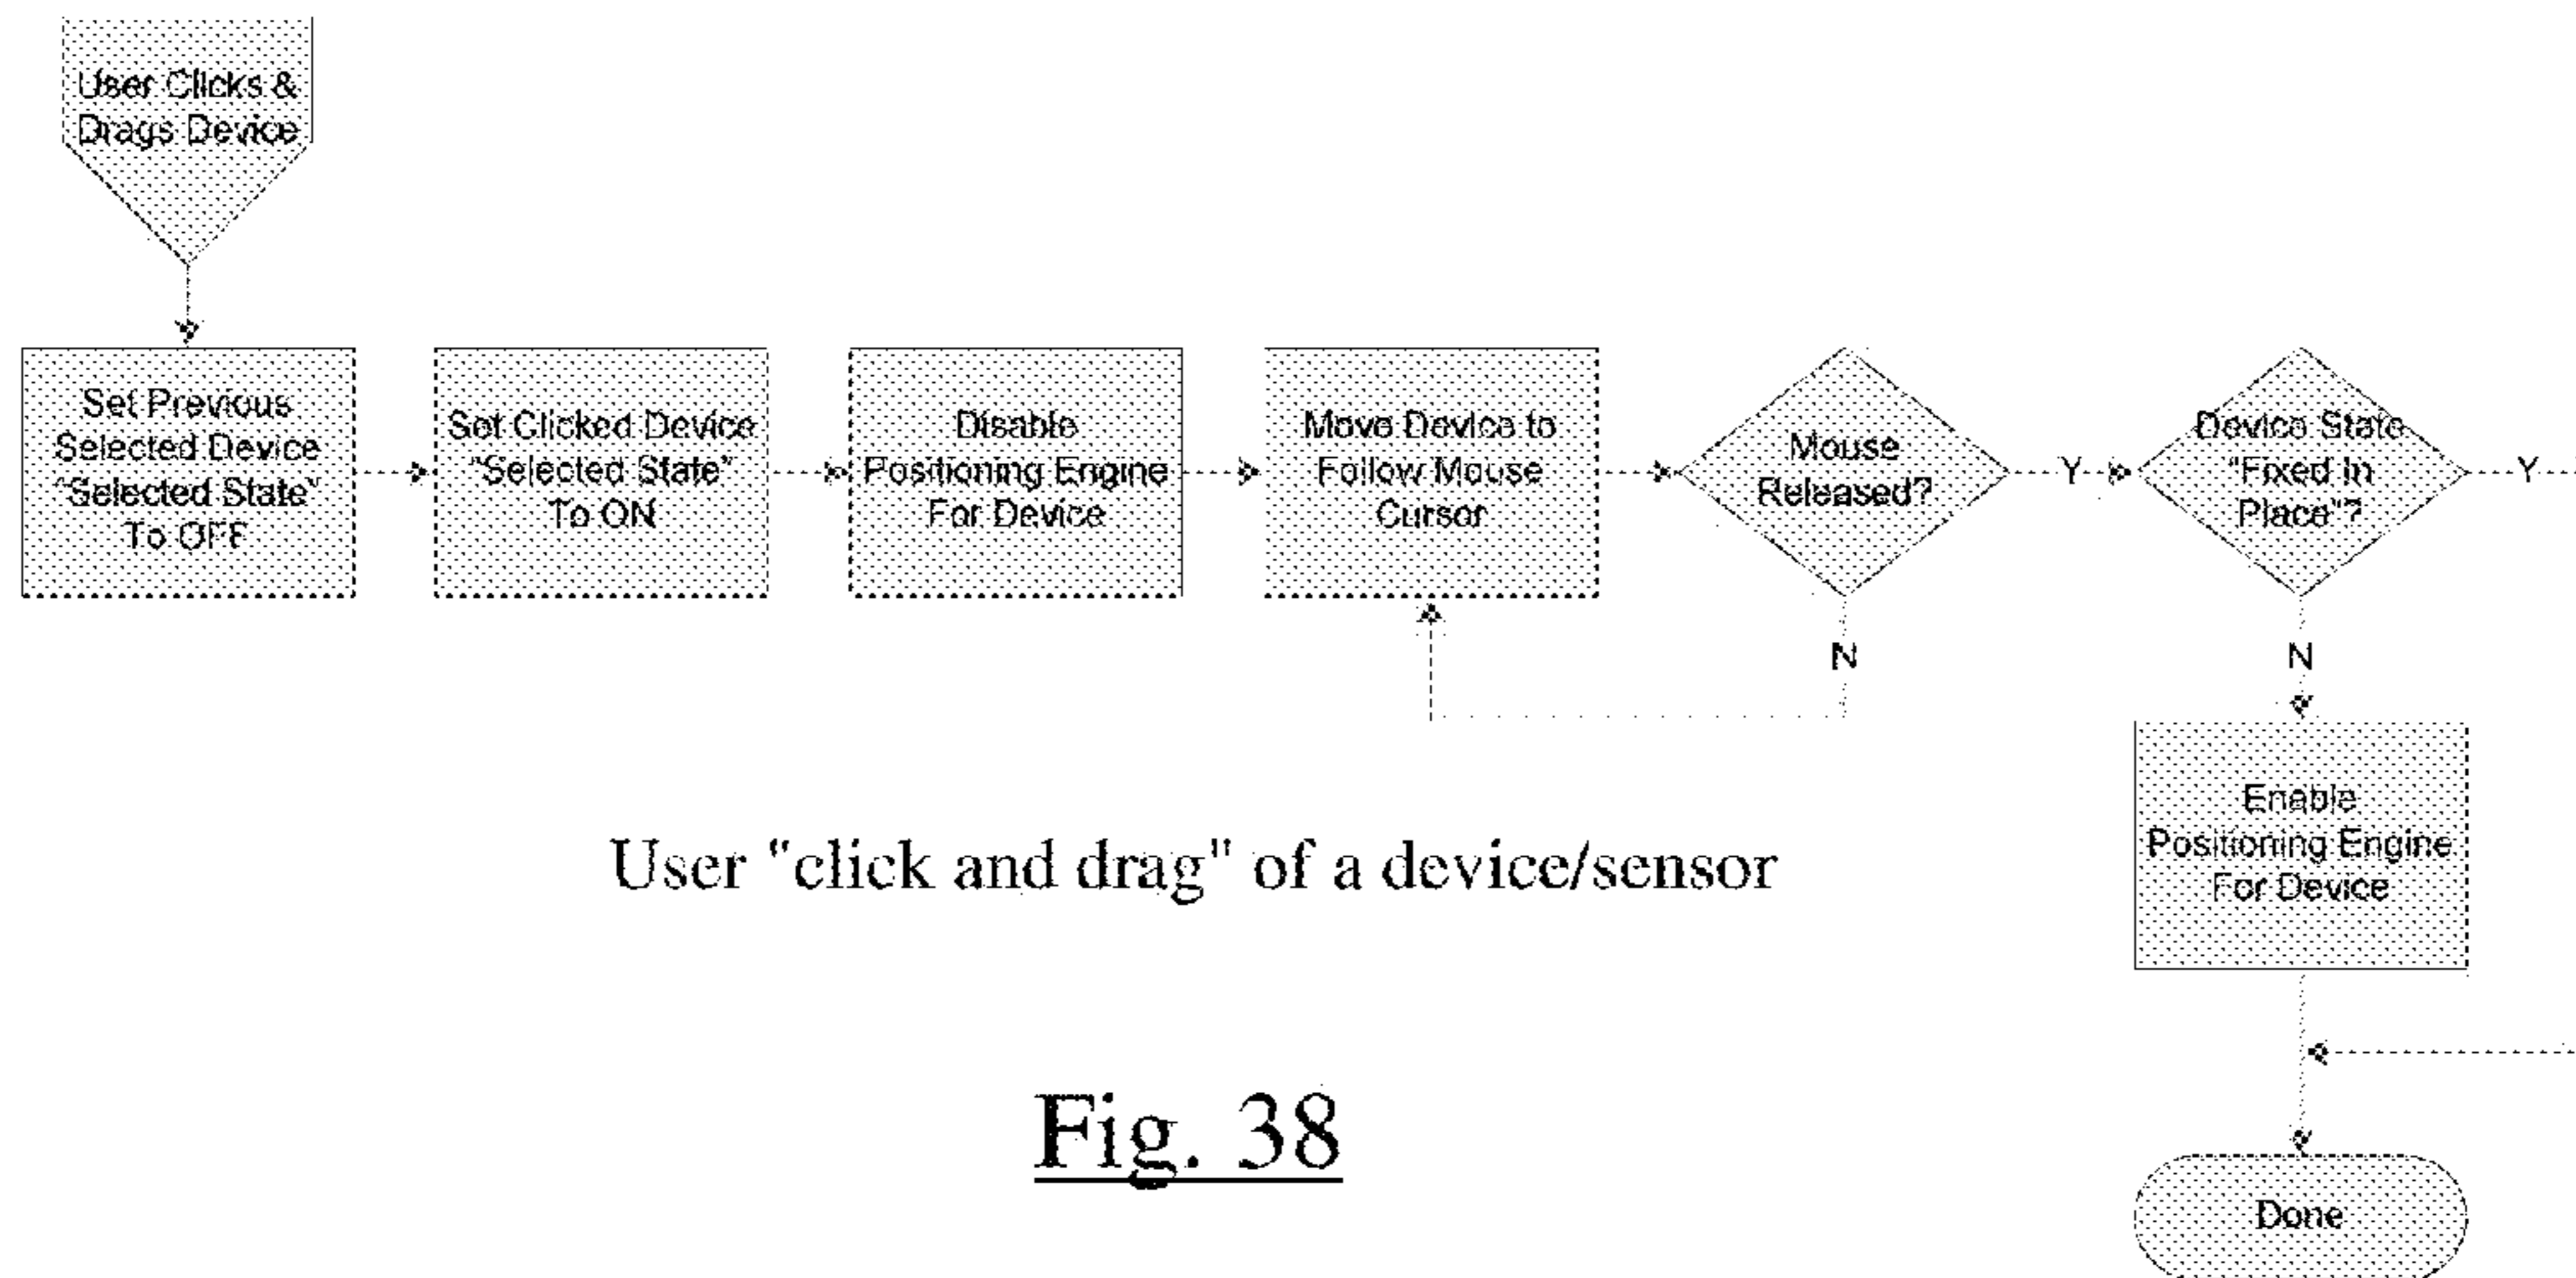 User Clicks &
Drags Device
Set Previous
Selected Device
"Selected State"
To OFF
Set Clicked Device
"Selected State"
To ON
Disable
Positioning Engine
For Device
Move Device to
Follow Mouse
Cursor
Mouse
Released?
Y
Device State
"Fixed In
Place"?
Y
N
N
Enable
Positioning Engine
For Device
User "click and drag" of a device/sensor
Fig. 38
Done